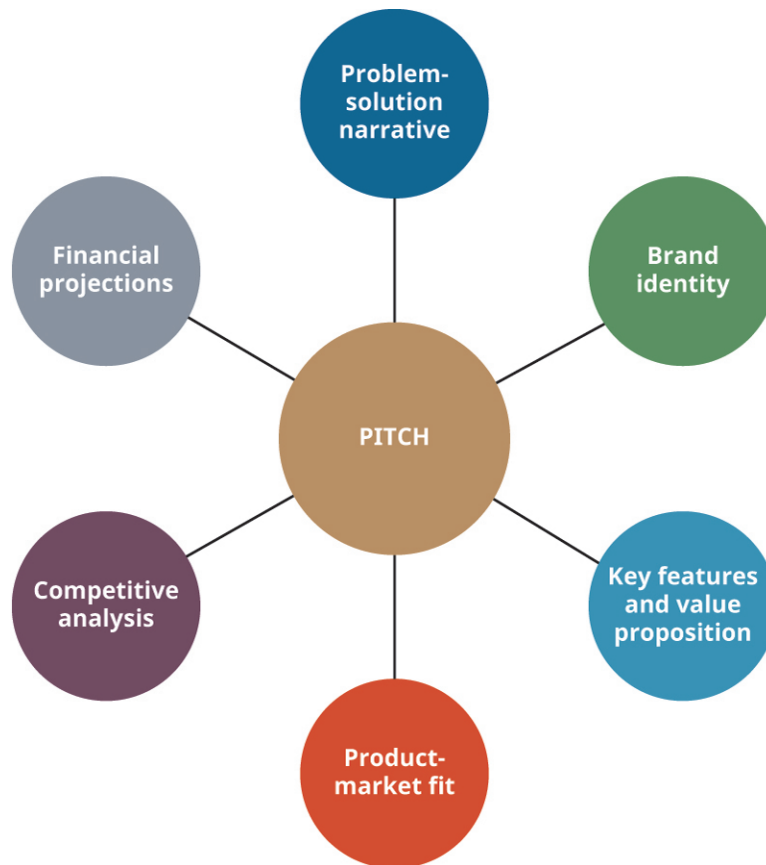 Problem-
solution
narrative
Brand
identity
Key features
and value
proposition
Product-
market fit
Competitive
analysis
Financial
projections
PITCH